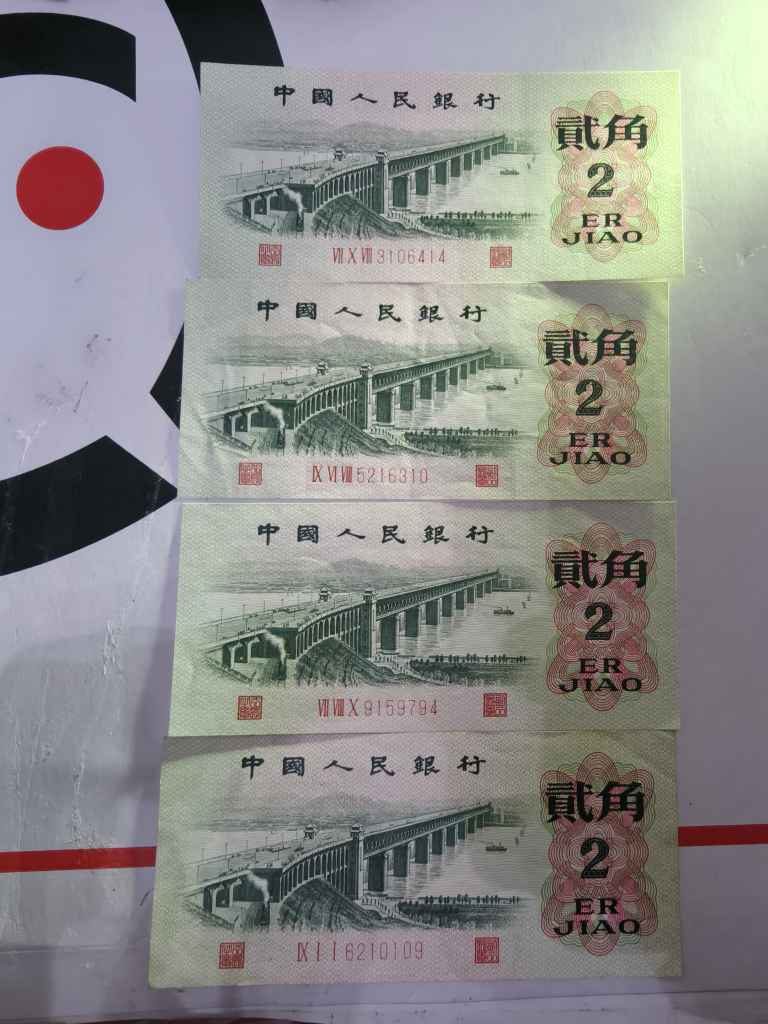 中國人民銀行
貳角
2
ER
JIAO
Ⅶ Ⅹ Ⅷ 3106414
中國人民銀行
貳角
2
ER
JIAO
Ⅸ Ⅵ Ⅷ 5216310
中國人民銀行
貳角
2
ER
JIAO
Ⅶ Ⅷ Ⅹ 9159794
中國人民銀行
貳角
2
ER
JIAO
Ⅸ Ⅰ Ⅰ 6210109